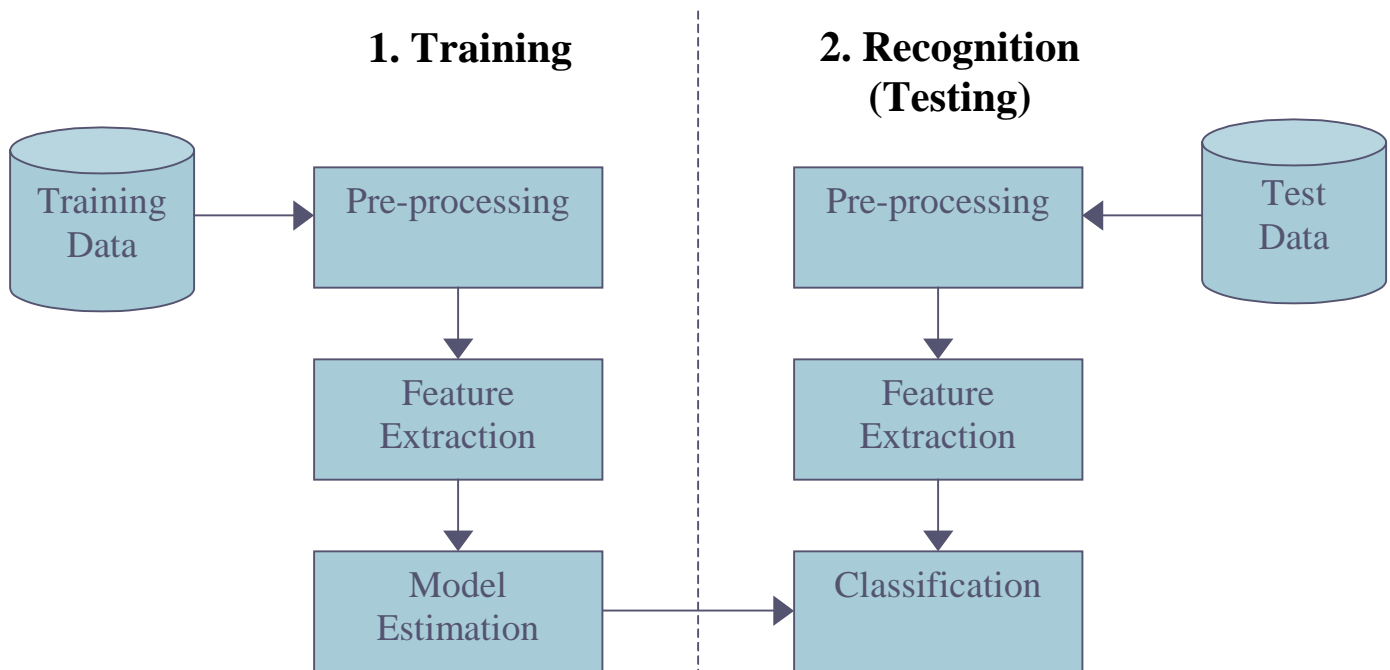 1. Training
2. Recognition
(Testing)
Training
Data
Pre-processing
Pre-processing
Test
Data
Feature
Extraction
Feature
Extraction
Model
Estimation
Classification